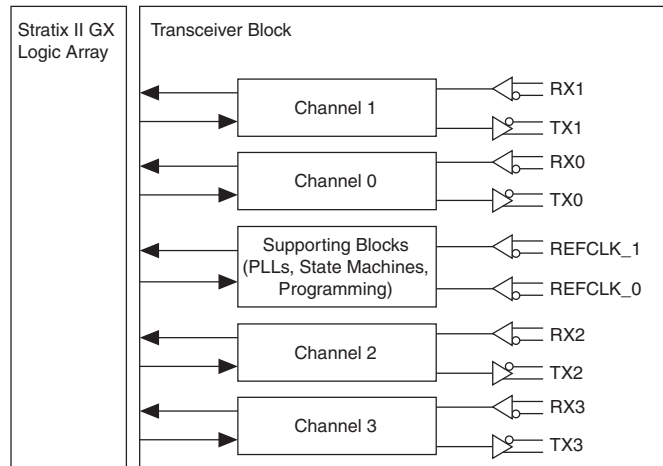 Stratix II GX
Logic Array
Transceiver Block
Channel 1
RX1
TX1
Channel 0
RX0
TX0
Supporting Blocks
(PLLs, State Machines,
Programming)
REFCLK_1
REFCLK_0
Channel 2
RX2
TX2
Channel 3
RX3
TX3